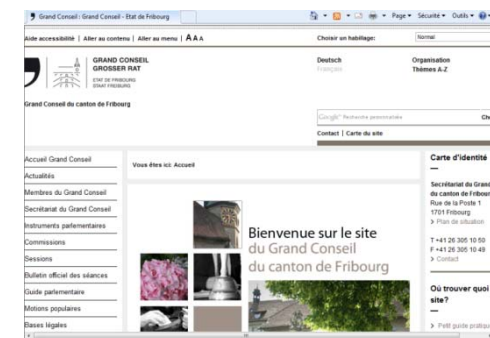 Grand Conseil : Grand Conseil - Etat de Fribourg
Page Sécurité Outils
Aide accessibilité | Aller au contenu | Aller au menu | A A A
Choisir un habillage:
Normal
GRAND CONSEIL
GROSSER RAT
ETAT DE FRIBOURG
STAAT FREIBURG
Deutsch
Français
Organisation
Thèmes A-Z
Grand Conseil du canton de Fribourg
Google Recherche personnalisée
Contact | Carte du site
Accueil Grand Conseil
Actualités
Membres du Grand Conseil
Secrétariat du Grand Conseil
Instruments parlementaires
Commissions
Sessions
Bulletin officiel des séances
Guide parlementaire
Motions populaires
Bases légales
Vous êtes ici: Accueil
Bienvenue sur le site
du Grand Conseil
du canton de Fribourg
Carte d'identité
Secrétariat du Grand
du canton de Fribour
Rue de la Poste 1
1701 Fribourg
> Plan de situation
T +41 26 305 10 50
F +41 26 305 10 49
> Contact
Où trouver quoi
site?
> Petit guide pratiqu